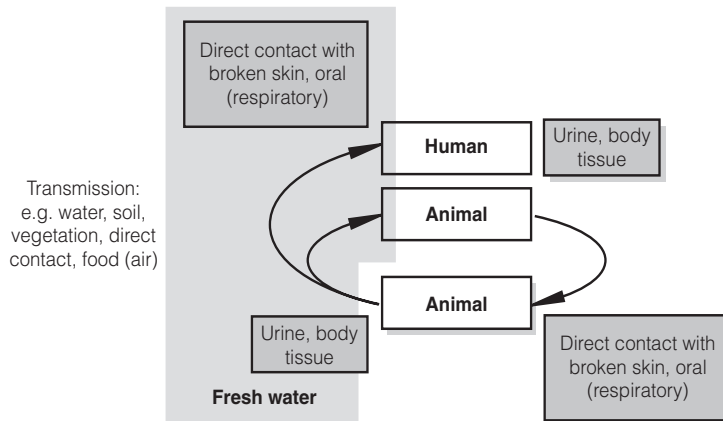 Direct contact with
broken skin, oral
(respiratory)
Human
Urine, body
tissue
Transmission:
e.g. water, soil,
vegetation, direct
contact, food (air)
Animal
Animal
Urine, body
tissue
Direct contact with
broken skin, oral
(respiratory)
Fresh water